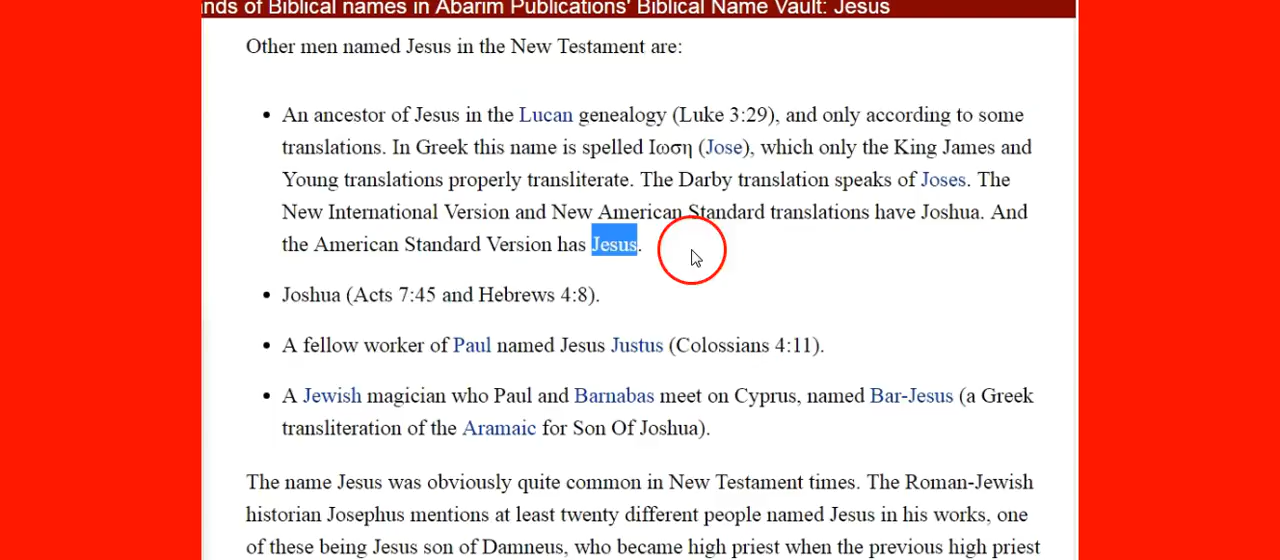 nds of Biblical names in Abarim Publications' Biblical Name Vault: Jesus
Other men named Jesus in the New Testament are:
• An ancestor of Jesus in the Lucan genealogy (Luke 3:29), and only according to some
translations. In Greek this name is spelled Ιωση (Jose), which only the King James and
Young translations properly transliterate. The Darby translation speaks of Joses. The
New International Version and New American Standard translations have Joshua. And
the American Standard Version has Jesus.
• Joshua (Acts 7:45 and Hebrews 4:8).
• A fellow worker of Paul named Jesus Justus (Colossians 4:11).
• A Jewish magician who Paul and Barnabas meet on Cyprus, named Bar-Jesus (a Greek
transliteration of the Aramaic for Son Of Joshua).
The name Jesus was obviously quite common in New Testament times. The Roman-Jewish
historian Josephus mentions at least twenty different people named Jesus in his works, one
of these being Jesus son of Damneus, who became high priest when the previous high priest